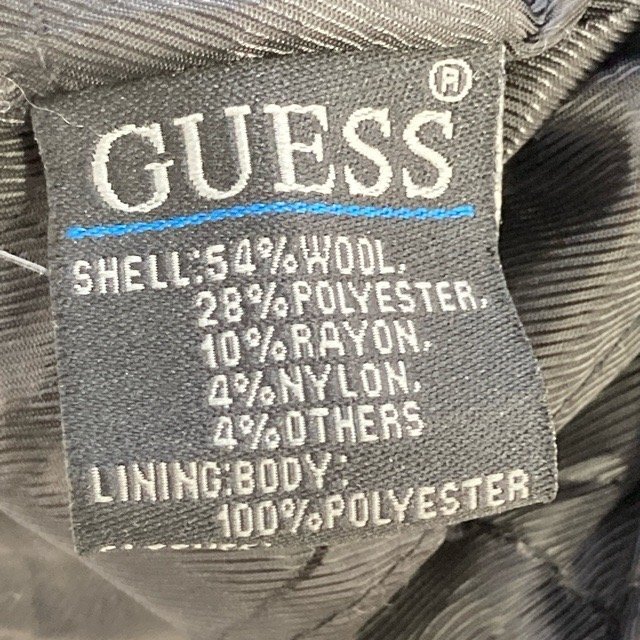 GUESS®
SHELL:54%WOOL,
28%POLYESTER,
10%RAYON,
4%NYLON,
4%OTHERS
LINING:BODY:
100%POLYESTER